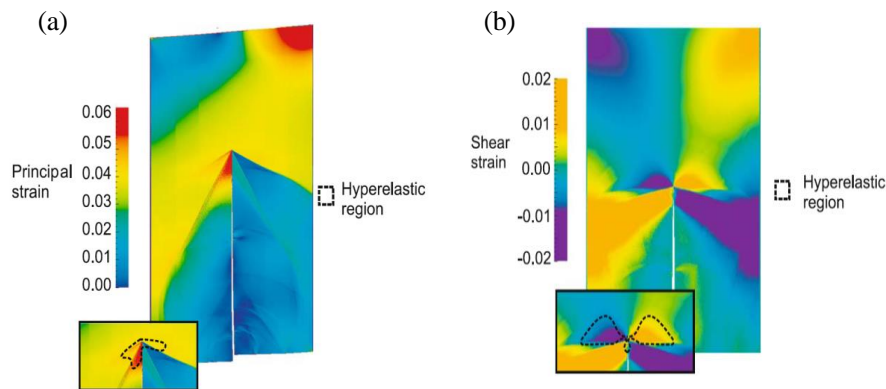 (a)
(b)
0.06
0.05
0.04
0.03
0.02
0.01
0.00
Principal
strain
Hyperelastic
region
0.02
0.01
0.00
-0.01
-0.02
Shear
strain
Hyperelastic
region